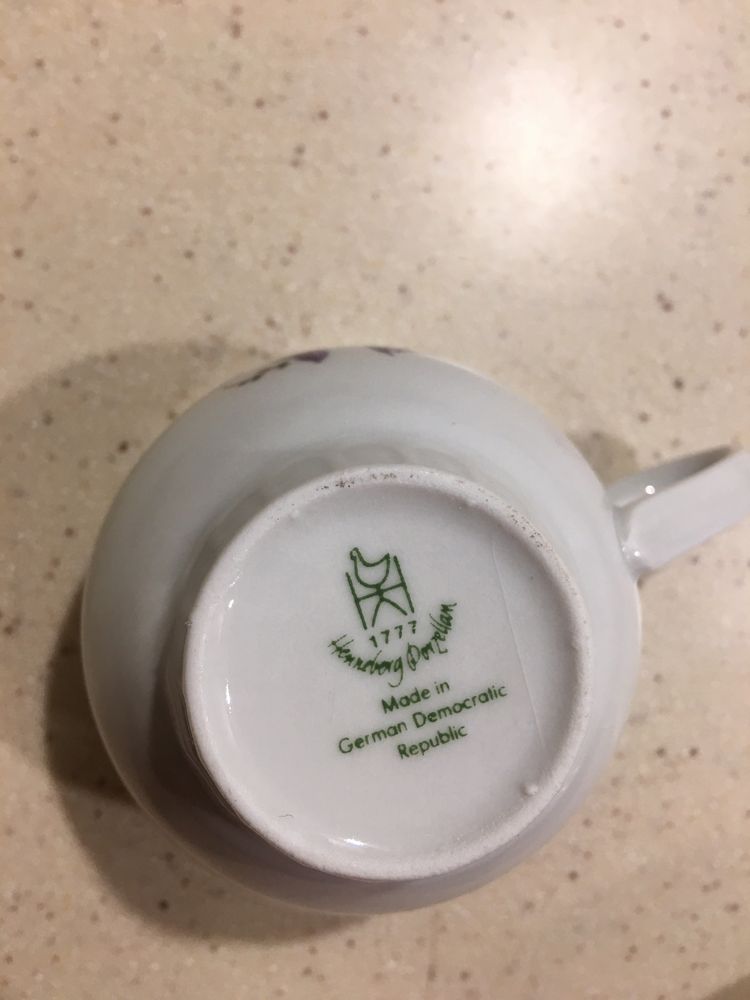 1777
Henneberg Porzellan
Made in
German Democratic
Republic